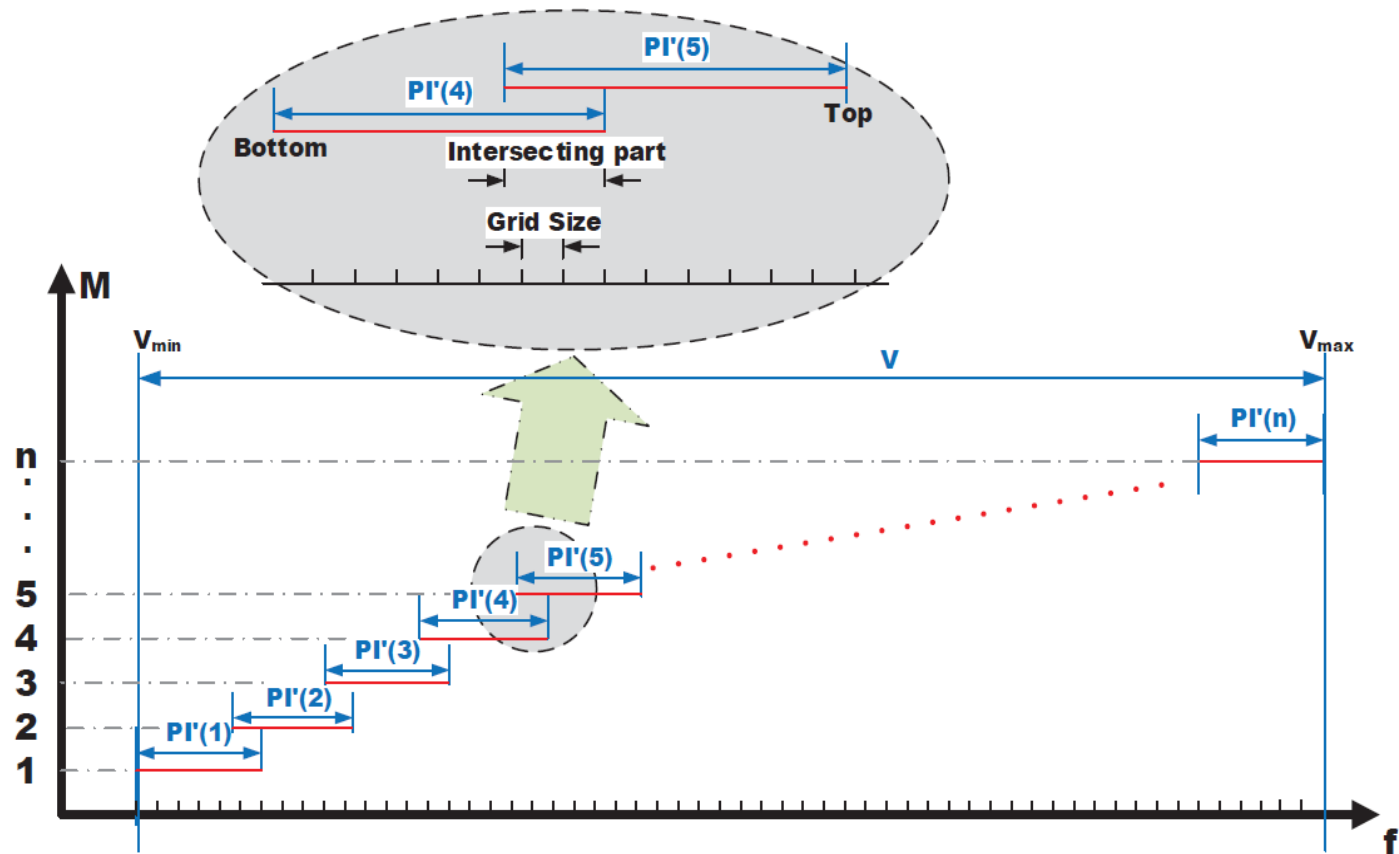 PI'(5)
PI'(4)
Top
Bottom
Intersecting part
Grid Size
M
Vmin
Vmax
V
PI'(n)
n
.
.
.
PI'(5)
5
PI'(4)
4
PI'(3)
3
PI'(2)
2
PI'(1)
1
f